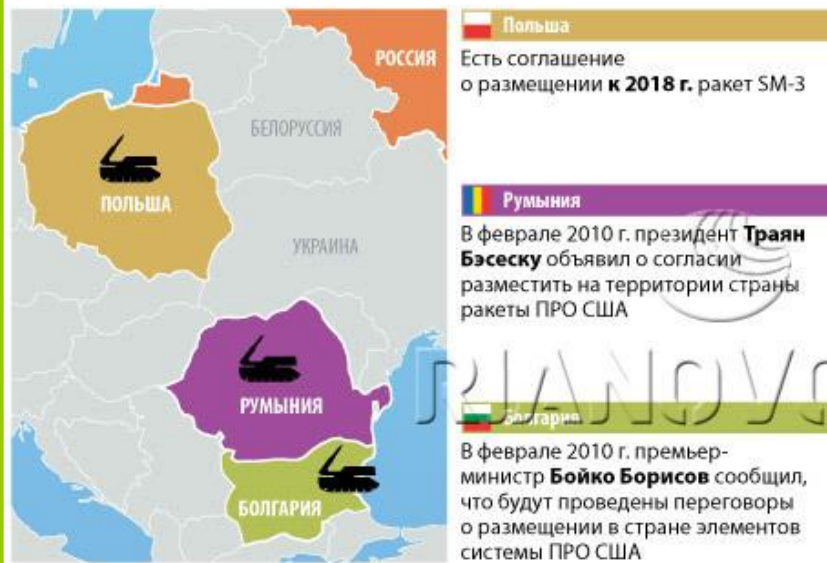 РОССИЯ
БЕЛОРУССИЯ
ПОЛЬША
УКРАИНА
РУМЫНИЯ
БОЛГАРИЯ
Польша
Есть соглашение
о размещении к 2018 г. ракет SM-3
Румыния
В феврале 2010 г. президент Траян
Бэсеску объявил о согласии
разместить на территории страны
ракеты ПРО США
RIANOVO
Болгария
В феврале 2010 г. премьер-
министр Бойко Борисов сообщил,
что будут проведены переговоры
о размещении в стране элементов
системы ПРО США